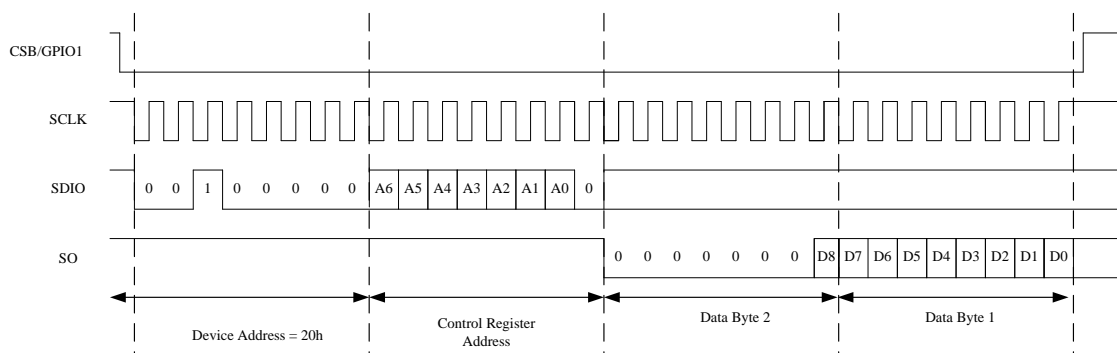 CSB/GPIO1
SCLK
SDIO 0 0 1 0 0 0 0 0 A6 A5 A4 A3 A2 A1 A0 0
SO 0 0 0 0 0 0 0 D8 D7 D6 D5 D4 D3 D2 D1 D0
Device Address = 20h
Control Register
Address
Data Byte 2
Data Byte 1